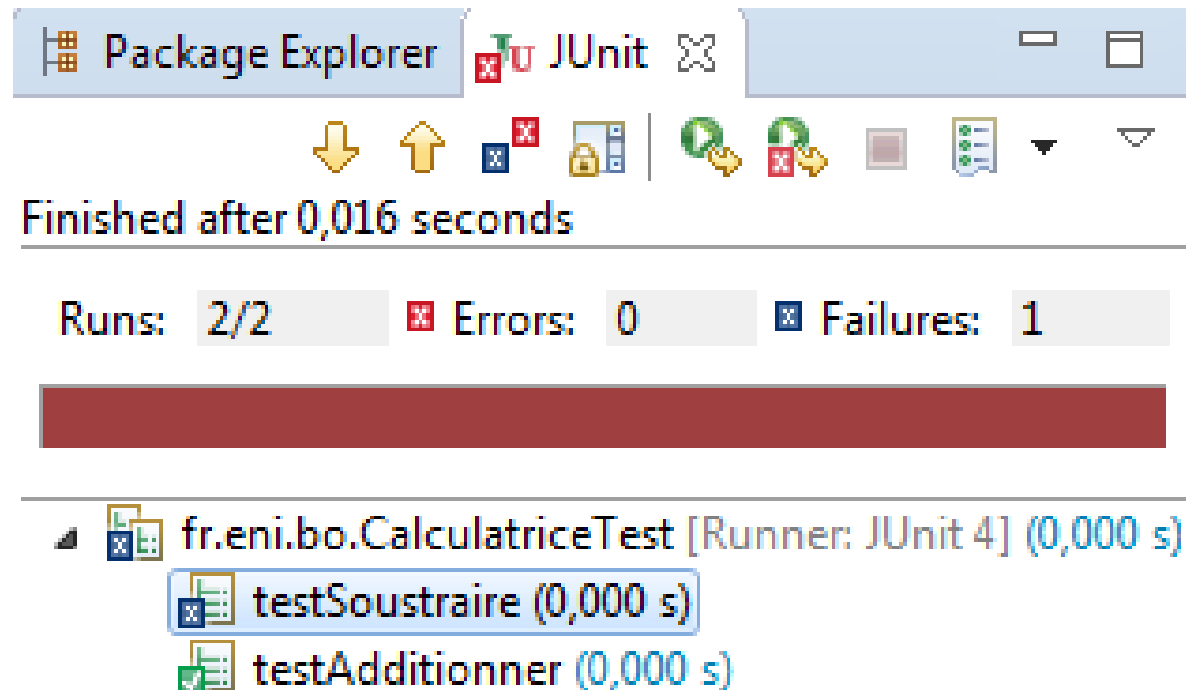 Package Explorer JUnit
Finished after 0,016 seconds
Runs: 2/2 Errors: 0 Failures: 1
fr.eni.bo.CalculatriceTest [Runner: JUnit 4] (0,000 s)
testSoustraire (0,000 s)
testAdditionner (0,000 s)